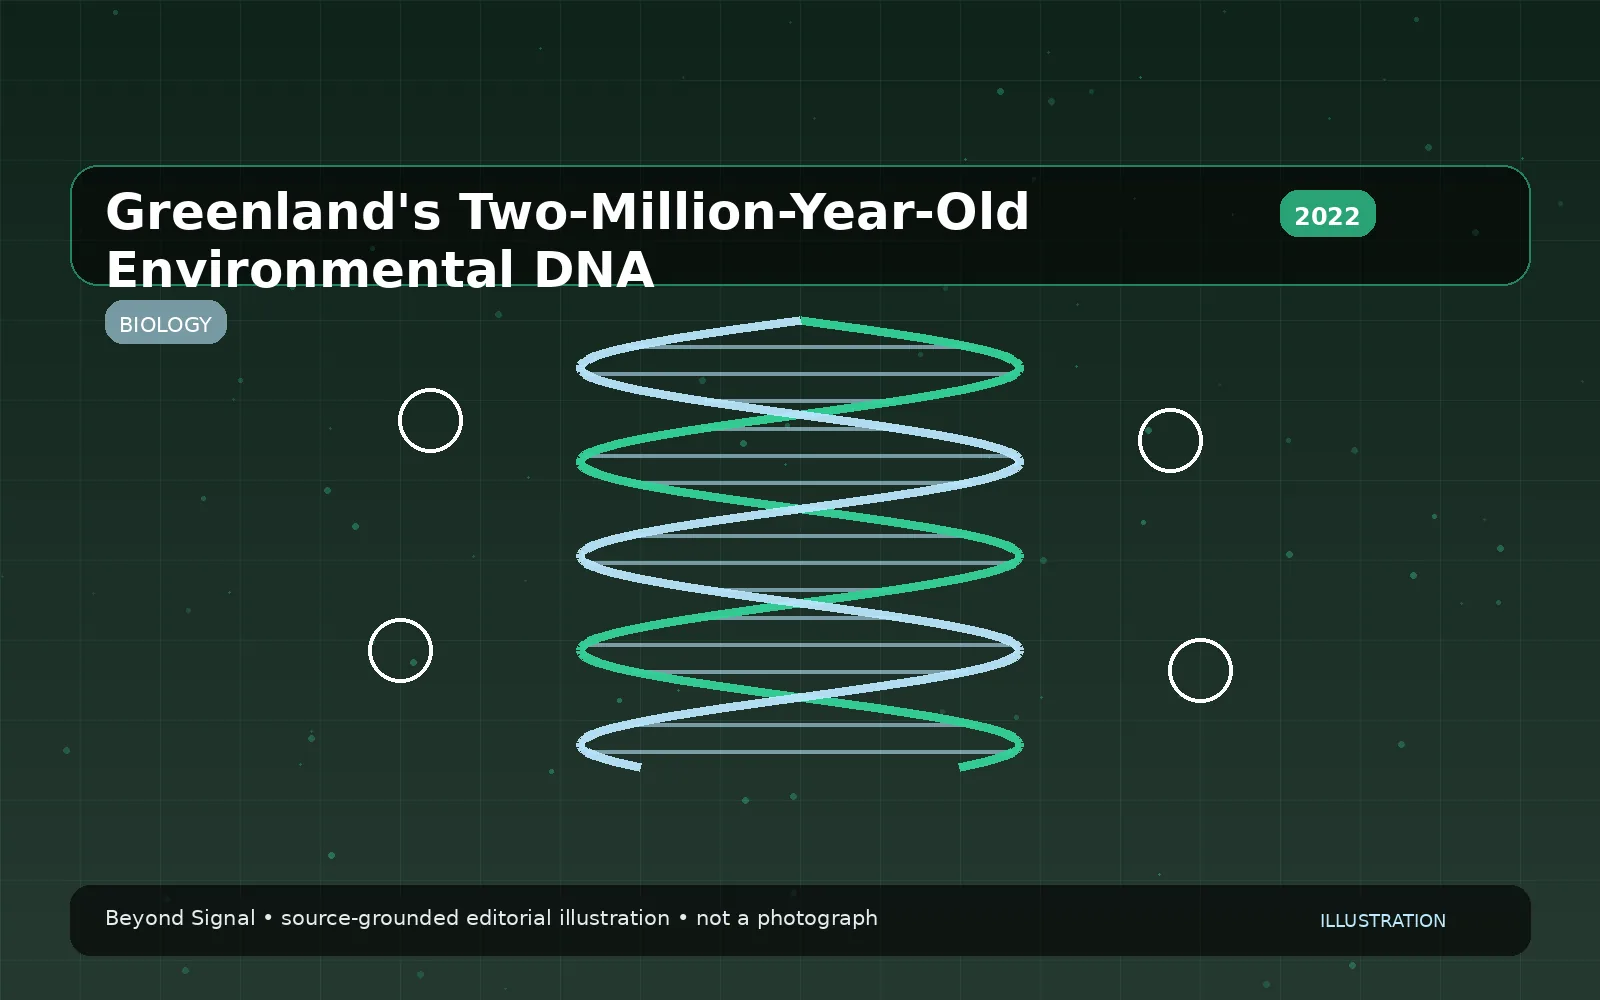 Greenland's Two-Million-Year-Old
Environmental DNA
2022
BIOLOGY
Beyond Signal • source-grounded editorial illustration • not a photograph
ILLUSTRATION